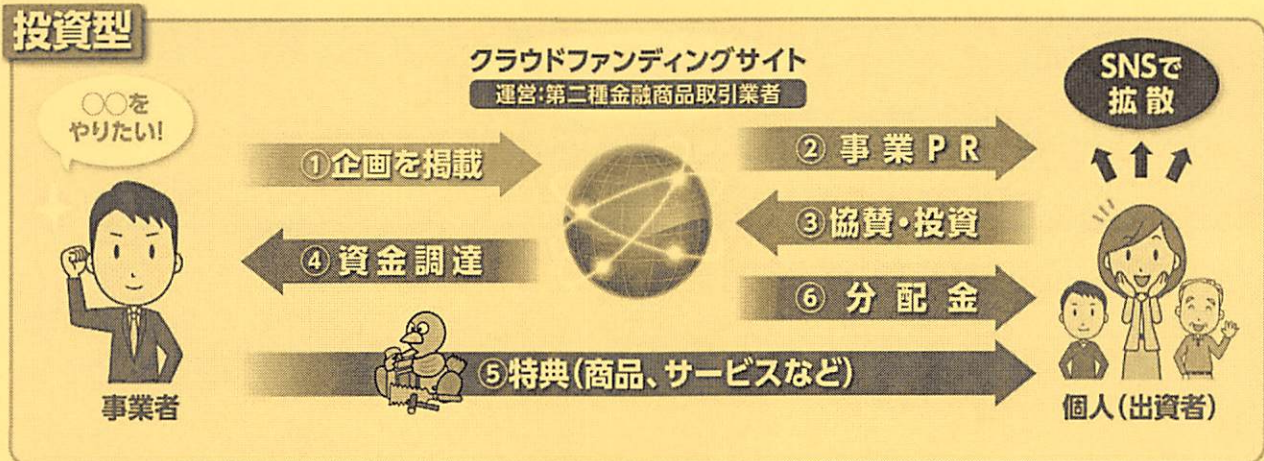 投資型
クラウドファンディングサイト
運営:第二種金融商品取引業者
○○を
やりたい!
SNSで
拡散
①企画を掲載
② 事業PR
③協賛・投資
④ 資金調達
⑥ 分配金
⑤特典(商品、サービスなど)
事業者
個人(出資者)